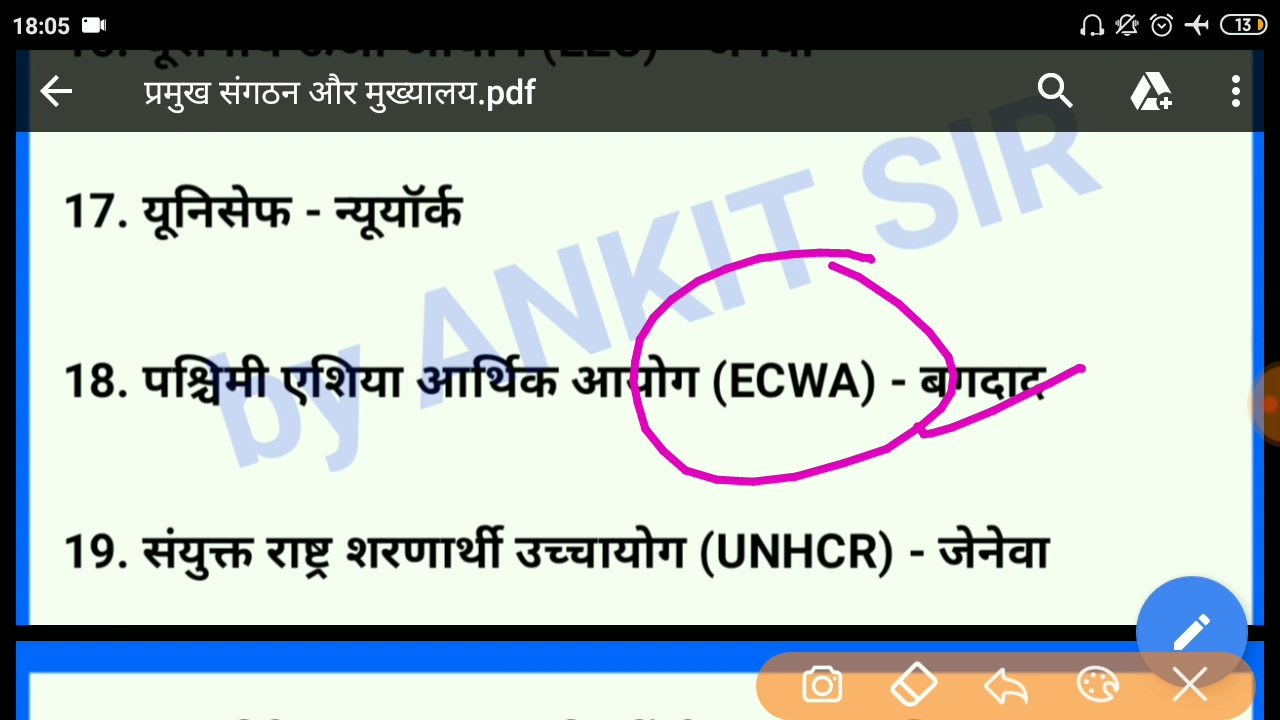 18:05
13
प्रमुख संगठन और मुख्यालय.pdf
17. यूनिसेफ - न्यूयॉर्क
18. पश्चिमी एशिया आर्थिक आयोग (ECWA) - बगदाद
19. संयुक्त राष्ट्र शरणार्थी उच्चायोग (UNHCR) - जेनेवा
by ANKIT SIR